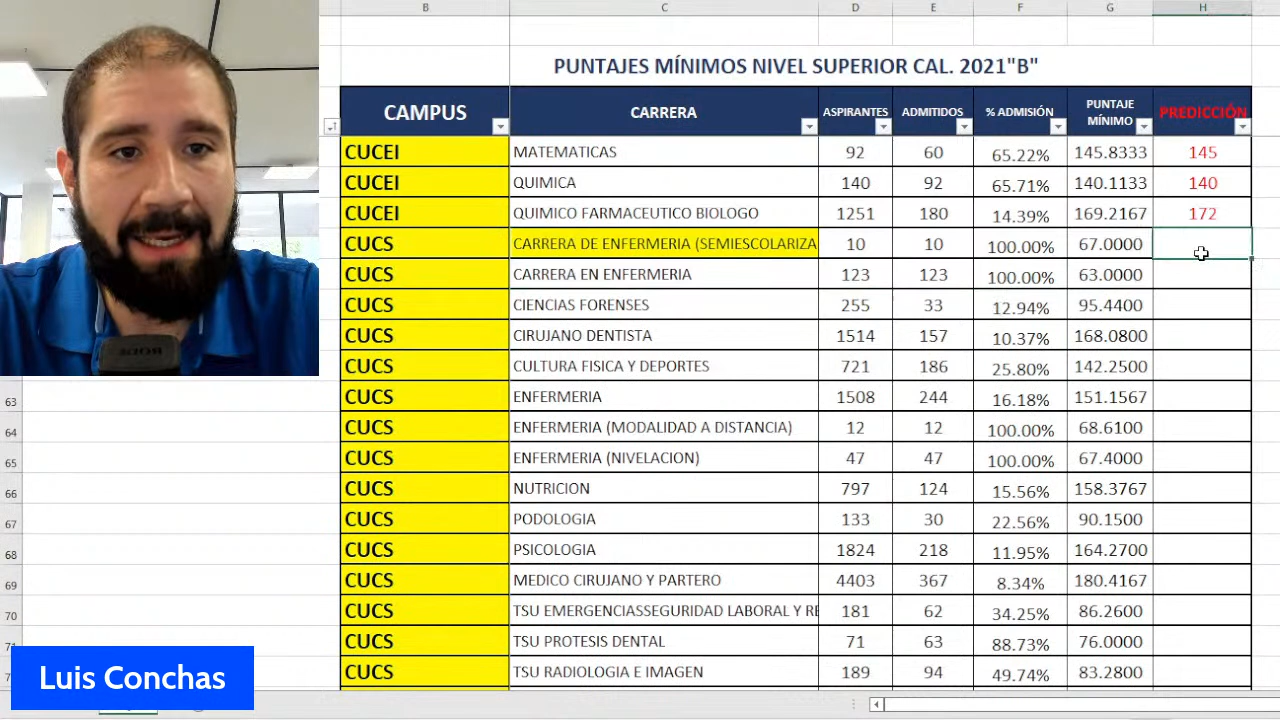 B C D E F G H
PUNTAJES MÍNIMOS NIVEL SUPERIOR CAL. 2021"B"
CAMPUS CARRERA ASPIRANTES ADMITIDOS % ADMISIÓN PUNTAJE MÍNIMO PREDICCIÓN
CUCEI MATEMATICAS 92 60 65.22% 145.8333 145
CUCEI QUIMICA 140 92 65.71% 140.1133 140
CUCEI QUIMICO FARMACEUTICO BIOLOGO 1251 180 14.39% 169.2167 172
CUCS CARRERA DE ENFERMERIA (SEMIESCOLARIZA 10 10 100.00% 67.0000
CUCS CARRERA EN ENFERMERIA 123 123 100.00% 63.0000
CUCS CIENCIAS FORENSES 255 33 12.94% 95.4400
CUCS CIRUJANO DENTISTA 1514 157 10.37% 168.0800
CUCS CULTURA FISICA Y DEPORTES 721 186 25.80% 142.2500
63 CUCS ENFERMERIA 1508 244 16.18% 151.1567
64 CUCS ENFERMERIA (MODALIDAD A DISTANCIA) 12 12 100.00% 68.6100
65 CUCS ENFERMERIA (NIVELACION) 47 47 100.00% 67.4000
66 CUCS NUTRICION 797 124 15.56% 158.3767
67 CUCS PODOLOGIA 133 30 22.56% 90.1500
68 CUCS PSICOLOGIA 1824 218 11.95% 164.2700
69 CUCS MEDICO CIRUJANO Y PARTERO 4403 367 8.34% 180.4167
70 CUCS TSU EMERGENCIASSEGURIDAD LABORAL Y RE 181 62 34.25% 86.2600
71 CUCS TSU PROTESIS DENTAL 71 63 88.73% 76.0000
CUCS TSU RADIOLOGIA E IMAGEN 189 94 49.74% 83.2800
Luis Conchas